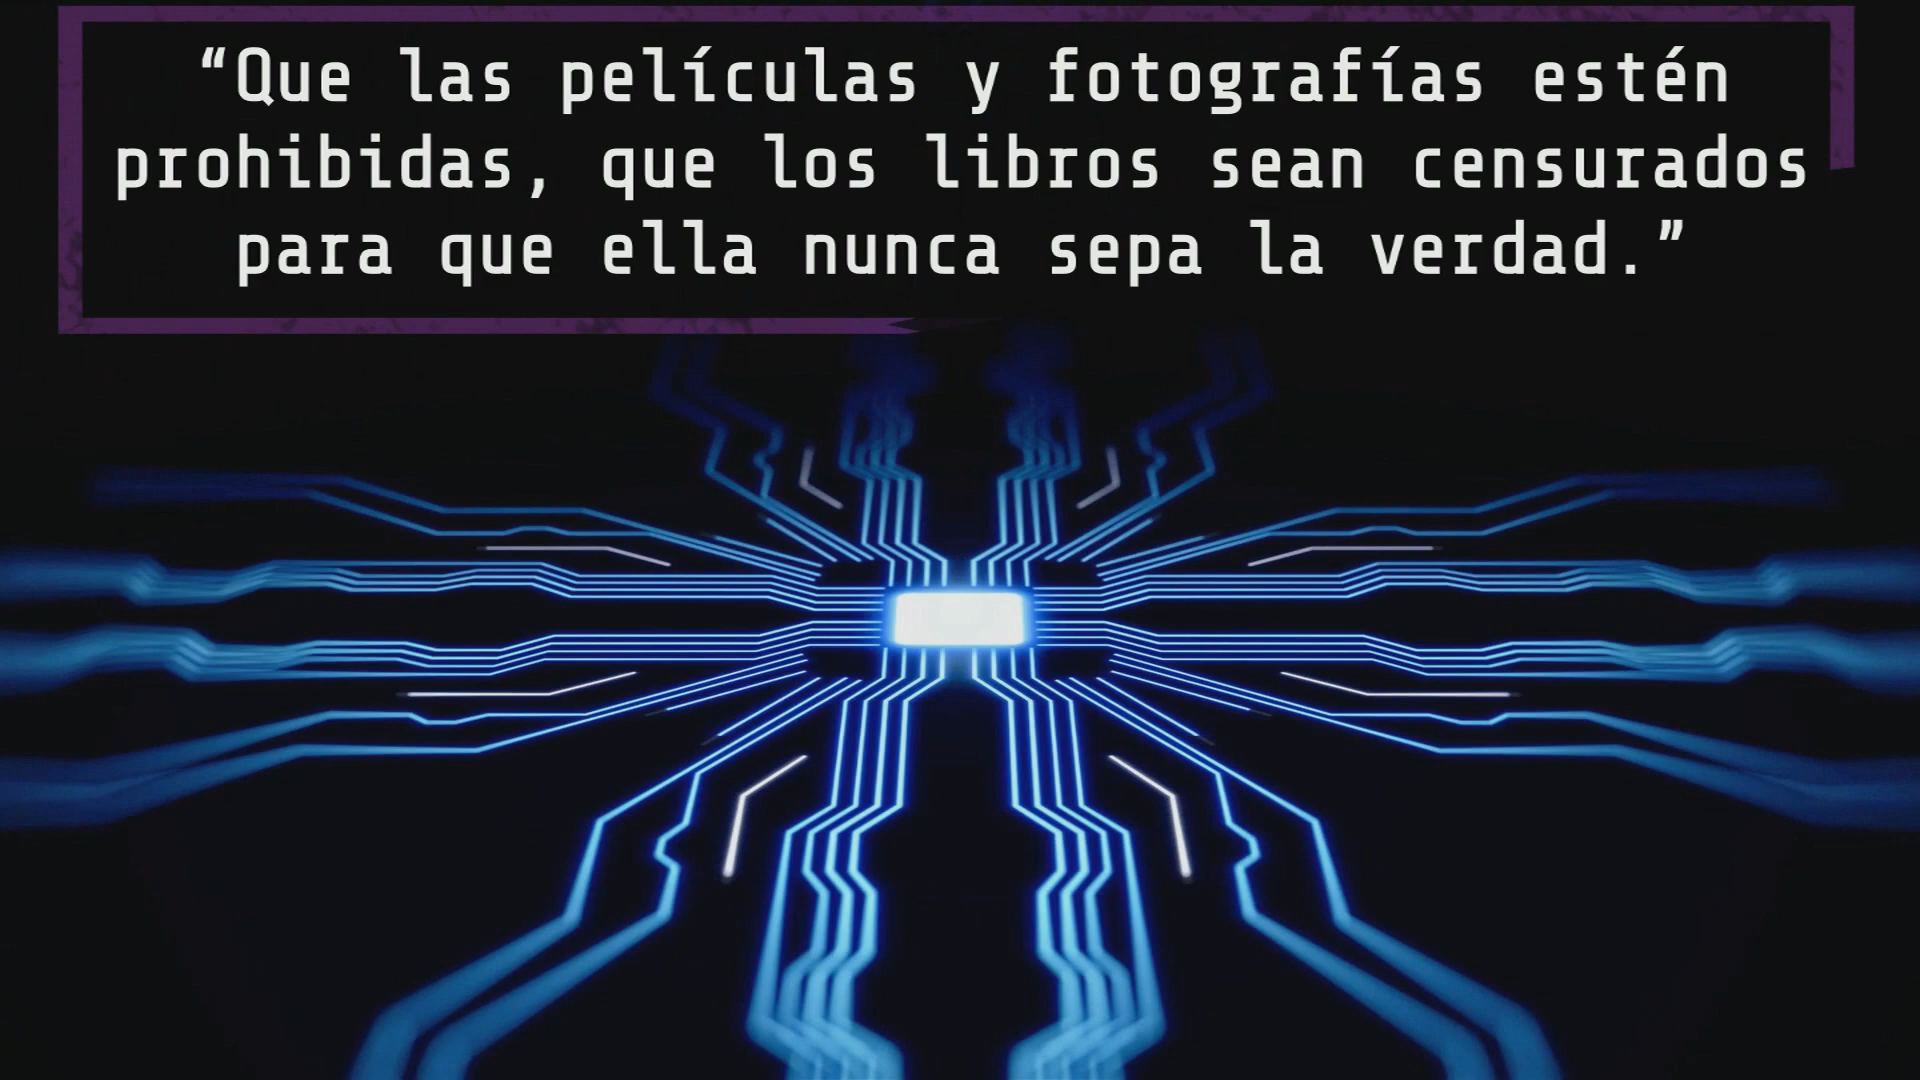 “Que las películas y fotografías estén
prohibidas, que los libros sean censurados
para que ella nunca sepa la verdad.”